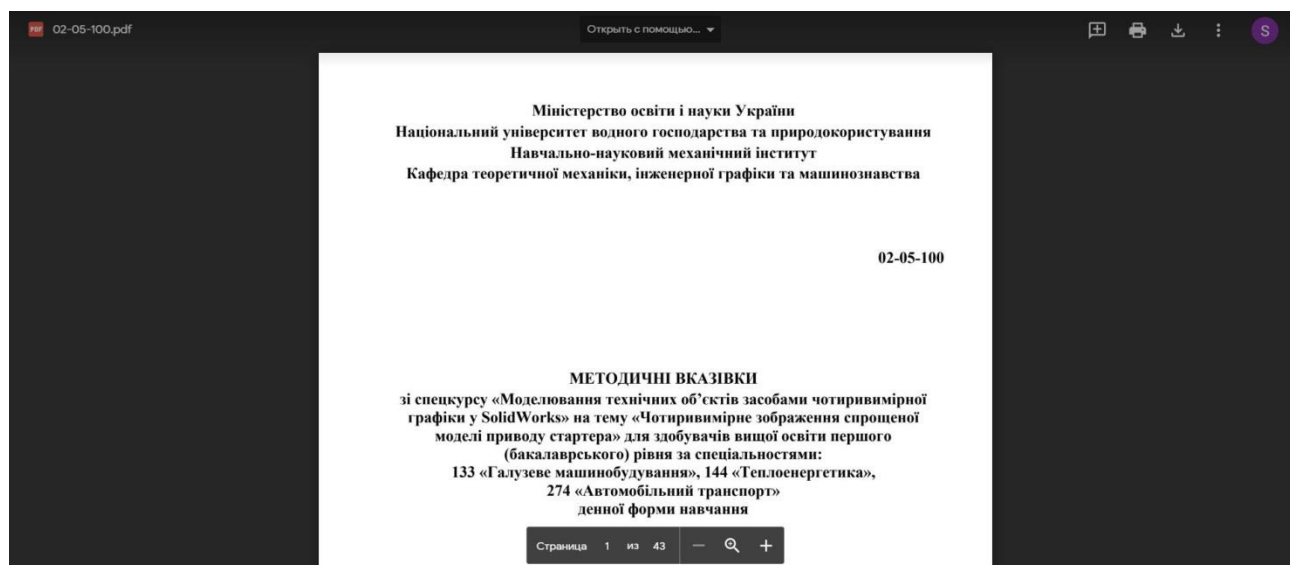 PDF 02-05-100.pdf
Открыть с помощью...
S
Міністерство освіти і науки України
Національний університет водного господарства та природокористування
Навчально-науковий механічний інститут
Кафедра теоретичної механіки, інженерної графіки та машинознавства
02-05-100
МЕТОДИЧНІ ВКАЗІВКИ
зі спецкурсу «Моделювання технічних об’єктів засобами чотиривимірної
графіки у SolidWorks» на тему «Чотиривимірне зображення спрощеної
моделі приводу стартера» для здобувачів вищої освіти першого
(бакалаврського) рівня за спеціальностями:
133 «Галузеве машинобудування», 144 «Теплоенергетика»,
274 «Автомобільний транспорт»
денної форми навчання
Страница 1 из 43